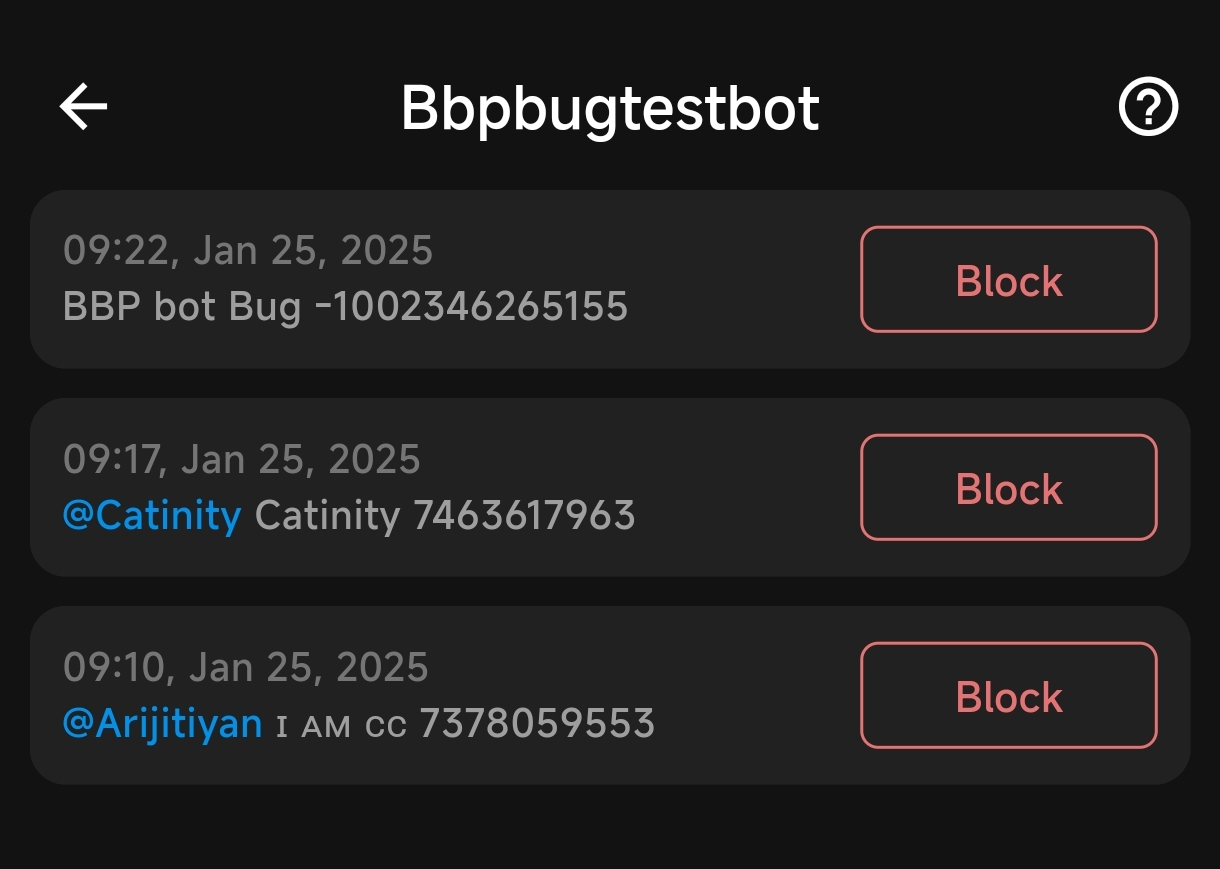 Bbpbugtestbot
09:22, Jan 25, 2025
BBP bot Bug -1002346265155
Block
09:17, Jan 25, 2025
@Catinity Catinity 7463617963
Block
09:10, Jan 25, 2025
@Arijitiyan ɪ ᴀᴍ ᴄᴄ 7378059553
Block